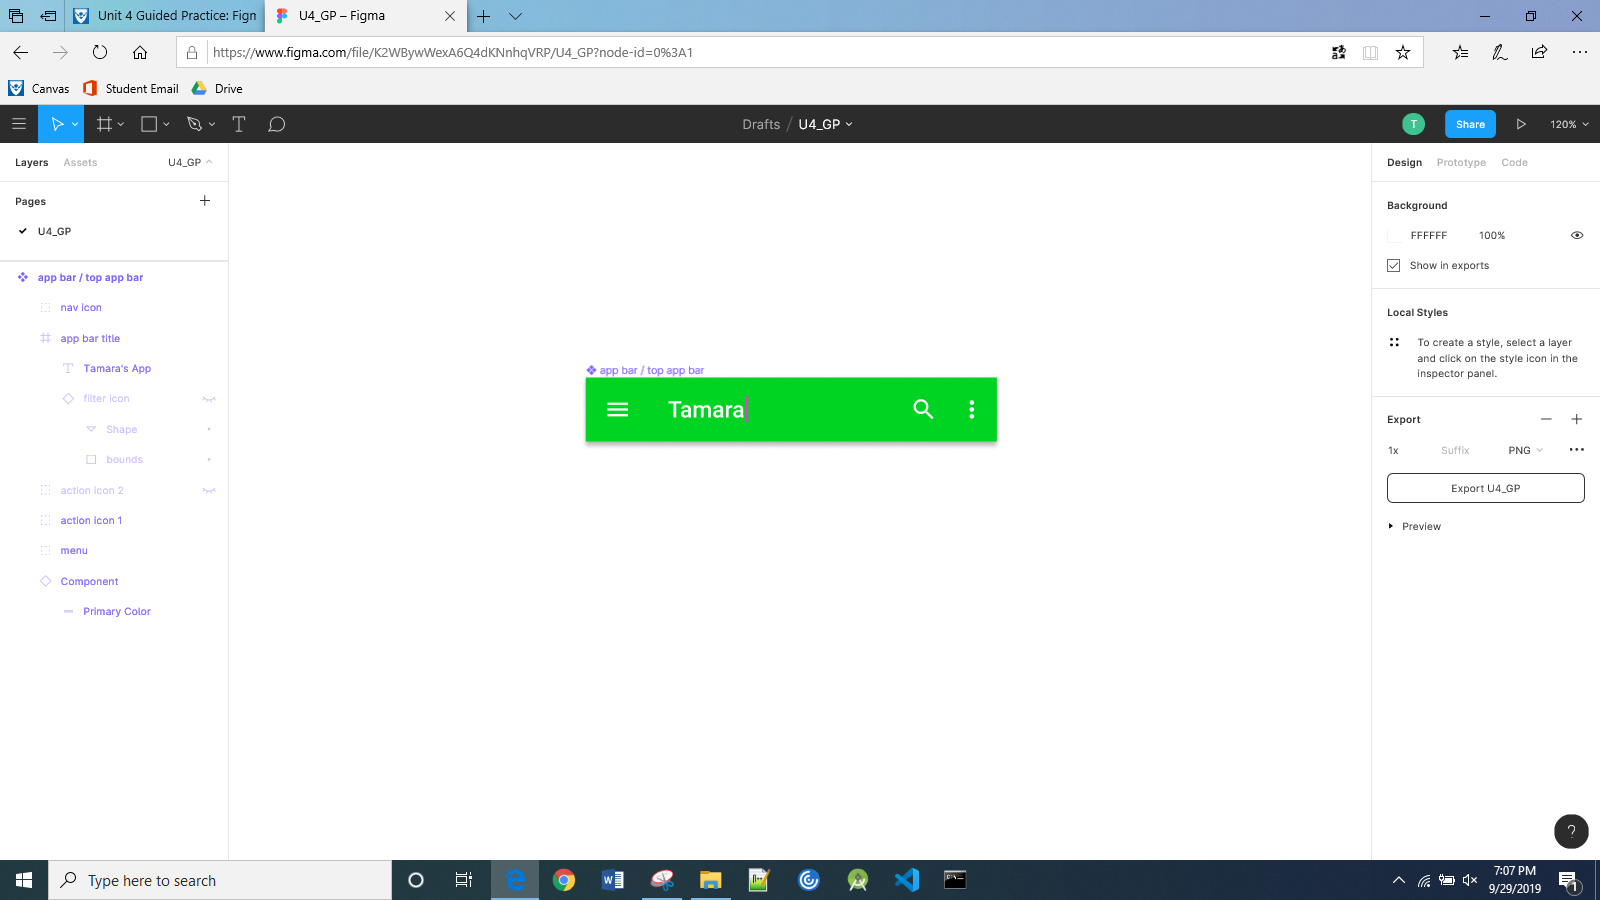 Unit 4 Guided Practice: Figm
U4_GP – Figma
https://www.figma.com/file/K2WBywWexA6Q4dKNnhqVRP/U4_GP?node-id=0%3A1
Canvas
Student Email
Drive
Drafts / U4_GP
T
Share
120%
Layers
Assets
U4_GP
Pages
U4_GP
app bar / top app bar
nav icon
app bar title
Tamara's App
filter icon
Shape
bounds
action icon 2
action icon 1
menu
Component
Primary Color
app bar / top app bar
Tamara
Design
Prototype
Code
Background
FFFFFF
100%
Show in exports
Local Styles
To create a style, select a layer
and click on the style icon in the
inspector panel.
Export
1x
Suffix
PNG
Export U4_GP
Preview
?
Type here to search
7:07 PM
9/29/2019
1